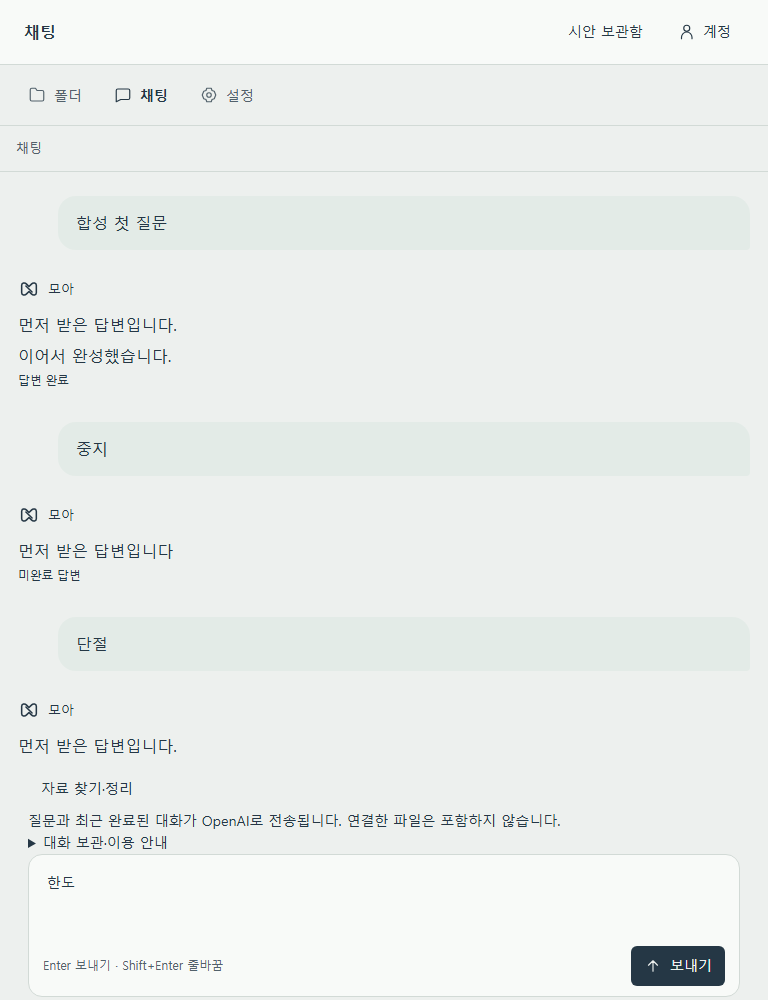 채팅
시안 보관함
계정
폴더
채팅
설정
채팅
합성 첫 질문
모아
먼저 받은 답변입니다.
이어서 완성했습니다.
답변 완료
중지
모아
먼저 받은 답변입니다
미완료 답변
단절
모아
먼저 받은 답변입니다.
자료 찾기·정리
질문과 최근 완료된 대화가 OpenAI로 전송됩니다. 연결한 파일은 포함하지 않습니다.
▶ 대화 보관·이용 안내
한도
Enter 보내기 · Shift+Enter 줄바꿈
보내기